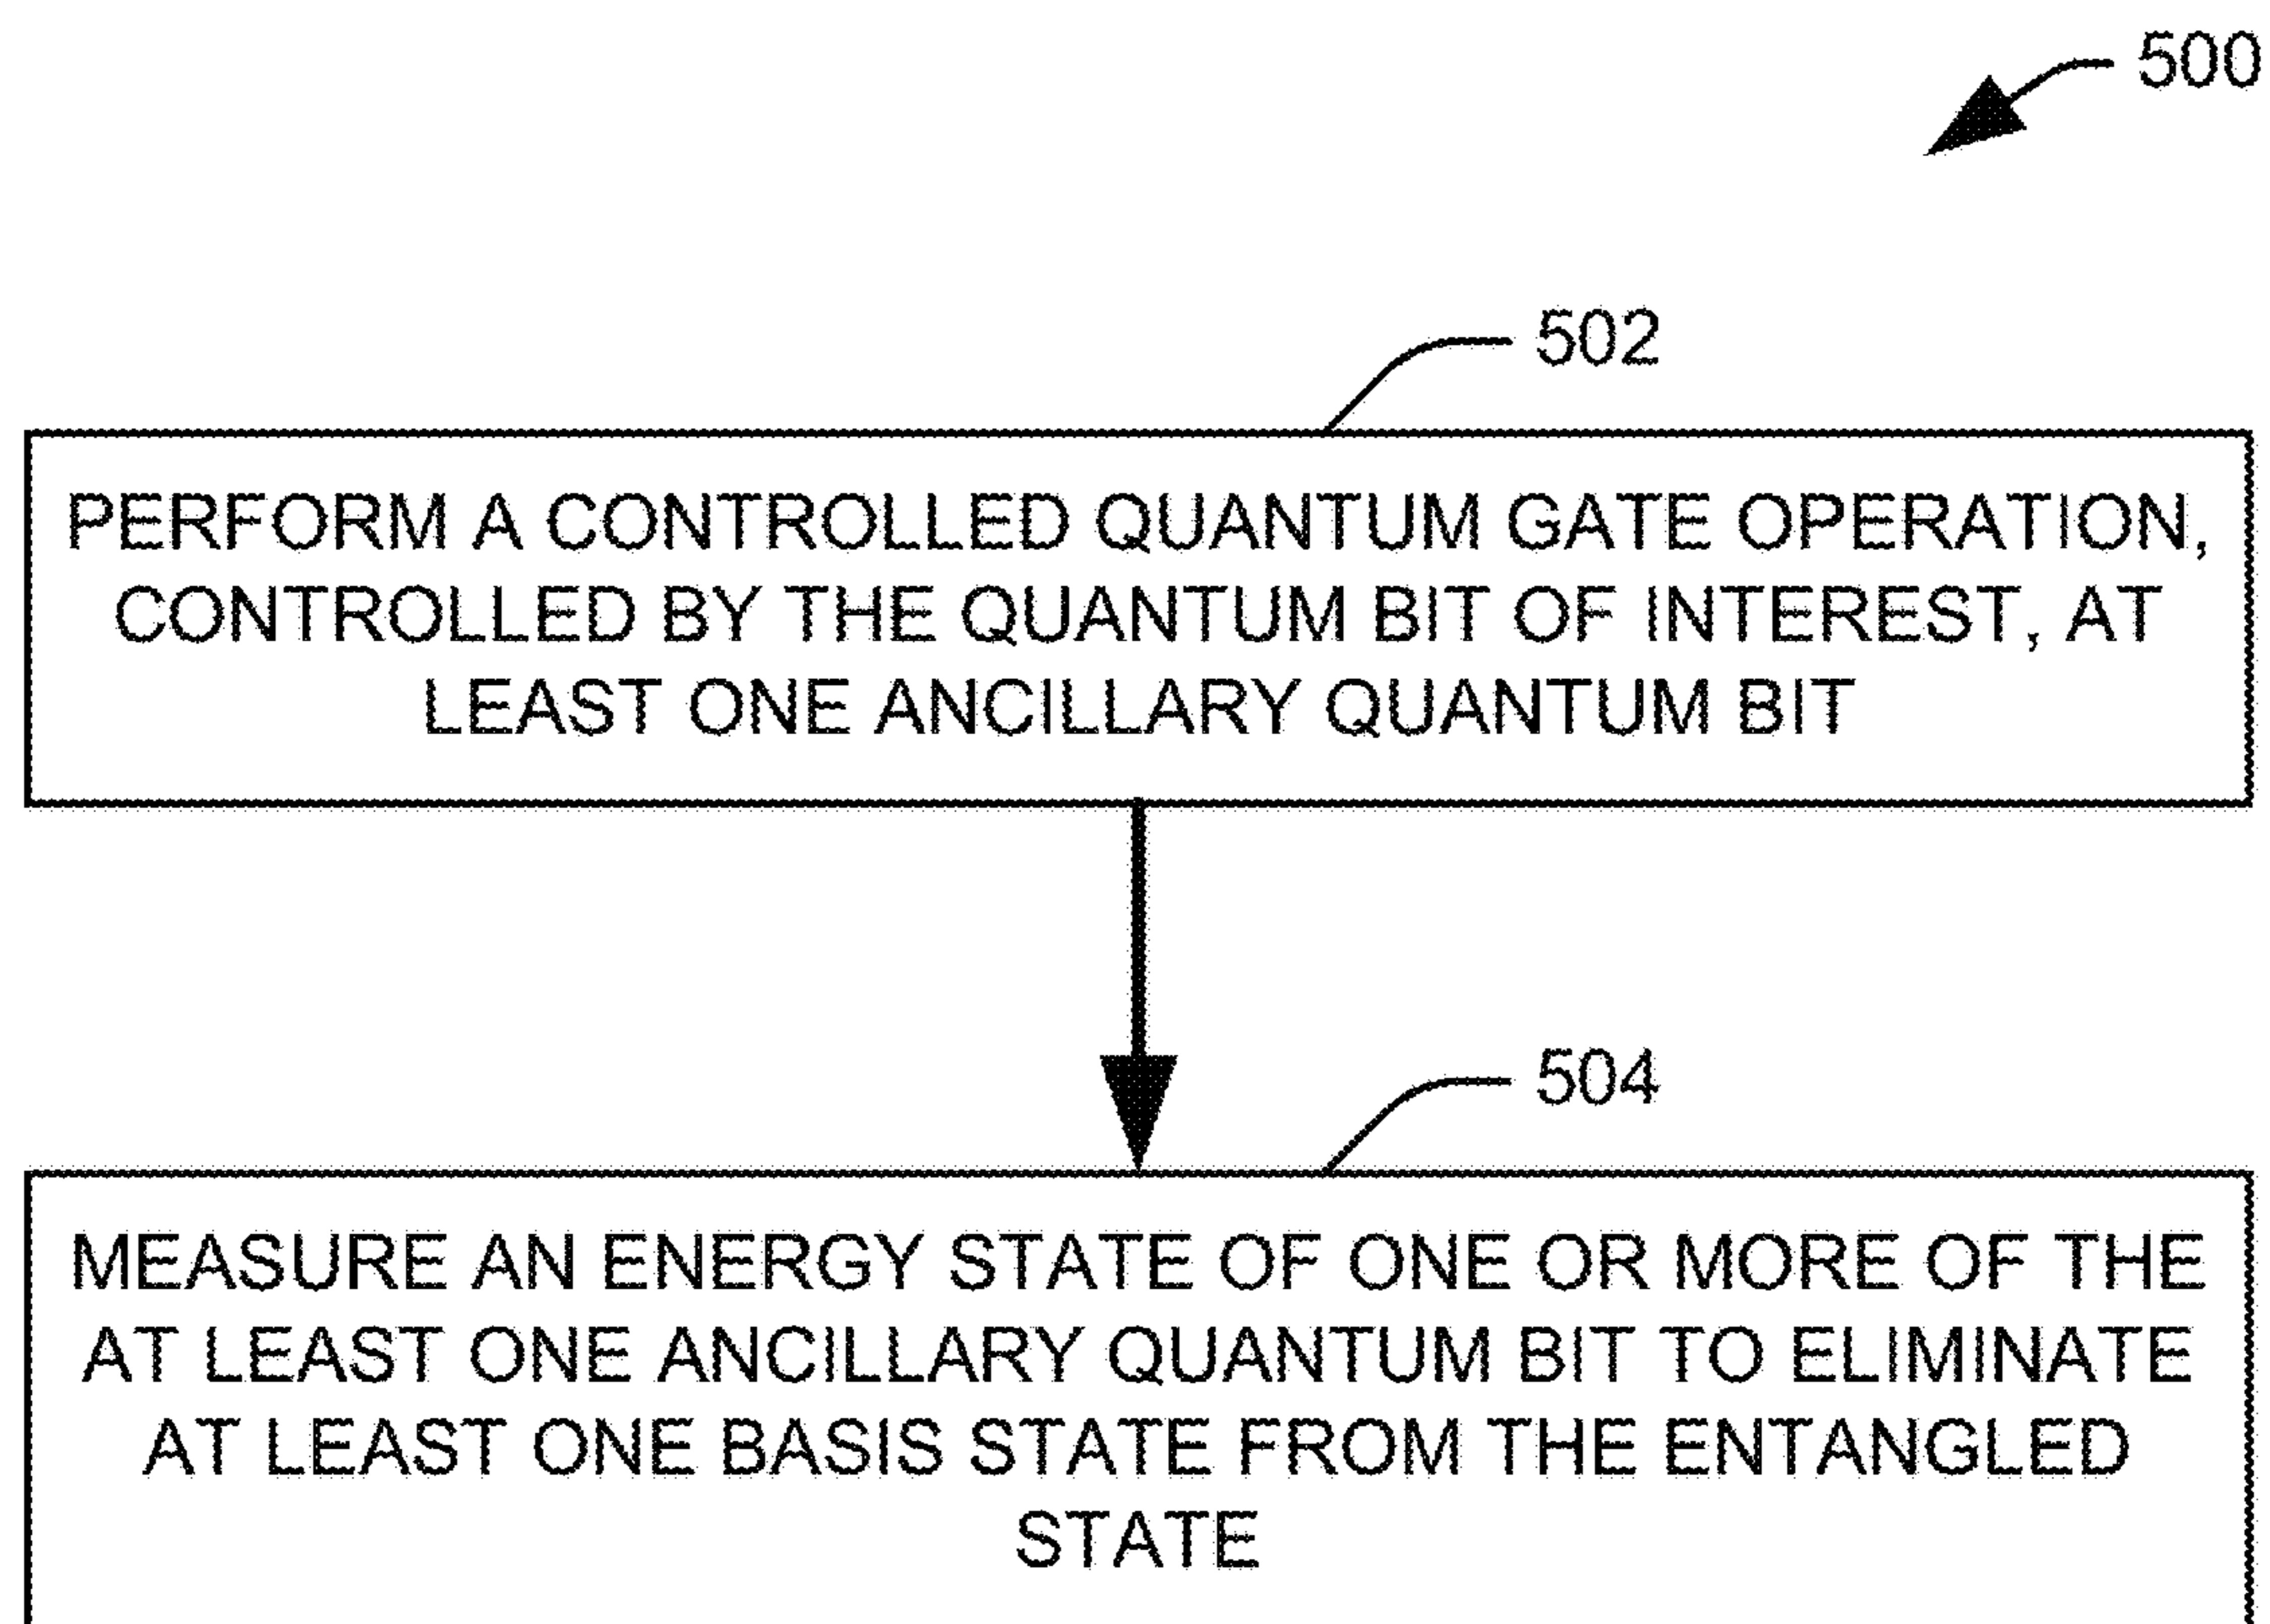 500
502
PERFORM A CONTROLLED QUANTUM GATE OPERATION,
CONTROLLED BY THE QUANTUM BIT OF INTEREST, AT
LEAST ONE ANCILLARY QUANTUM BIT
504
MEASURE AN ENERGY STATE OF ONE OR MORE OF THE
AT LEAST ONE ANCILLARY QUANTUM BIT TO ELIMINATE
AT LEAST ONE BASIS STATE FROM THE ENTANGLED
STATE